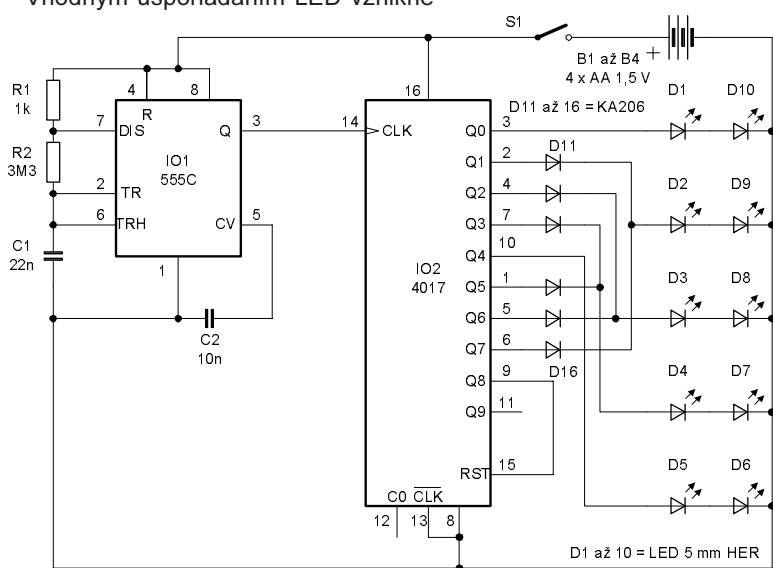 vhodným uspořádaním LED vznikne
S1
B1 až B4
4 x AA 1,5 V
+
R1
1k
R2
3M3
C1
22n
C2
10n
4
8
R
7
DIS
Q
3
IO1
555C
2
TR
6
TRH
CV
5
1
16
14
CLK
IO2
4017
Q0
3
Q1
2
Q2
4
Q3
7
Q4
10
Q5
1
Q6
5
Q7
6
Q8
9
Q9
11
RST
15
C0
CLK
12
13
8
D11 až 16 = KA206
D11
D16
D1
D10
D2
D9
D3
D8
D4
D7
D5
D6
D1 až 10 = LED 5 mm HER